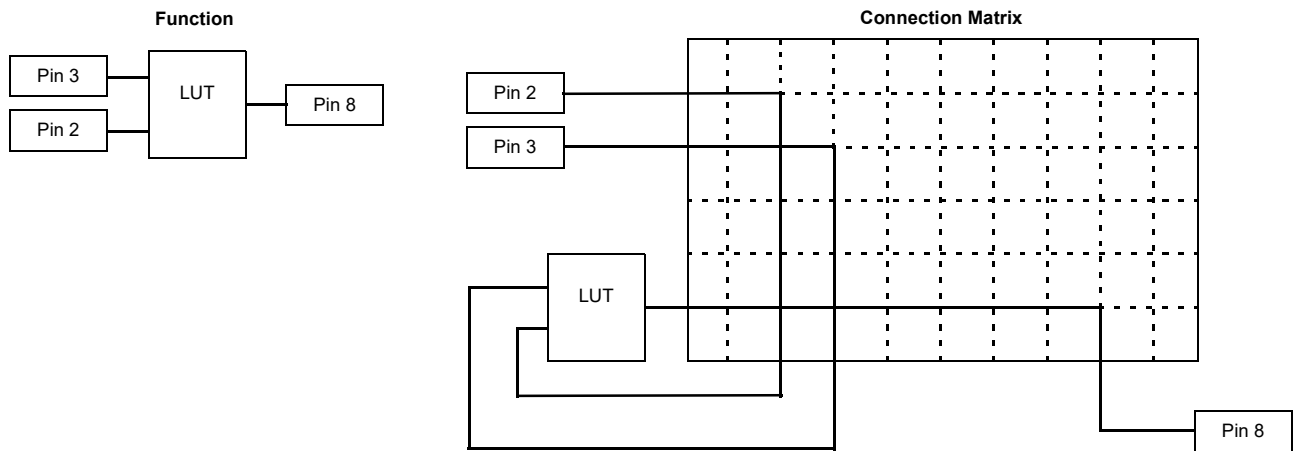 Function
Pin 3
Pin 2
LUT
Pin 8
Connection Matrix
Pin 2
Pin 3
LUT
Pin 8